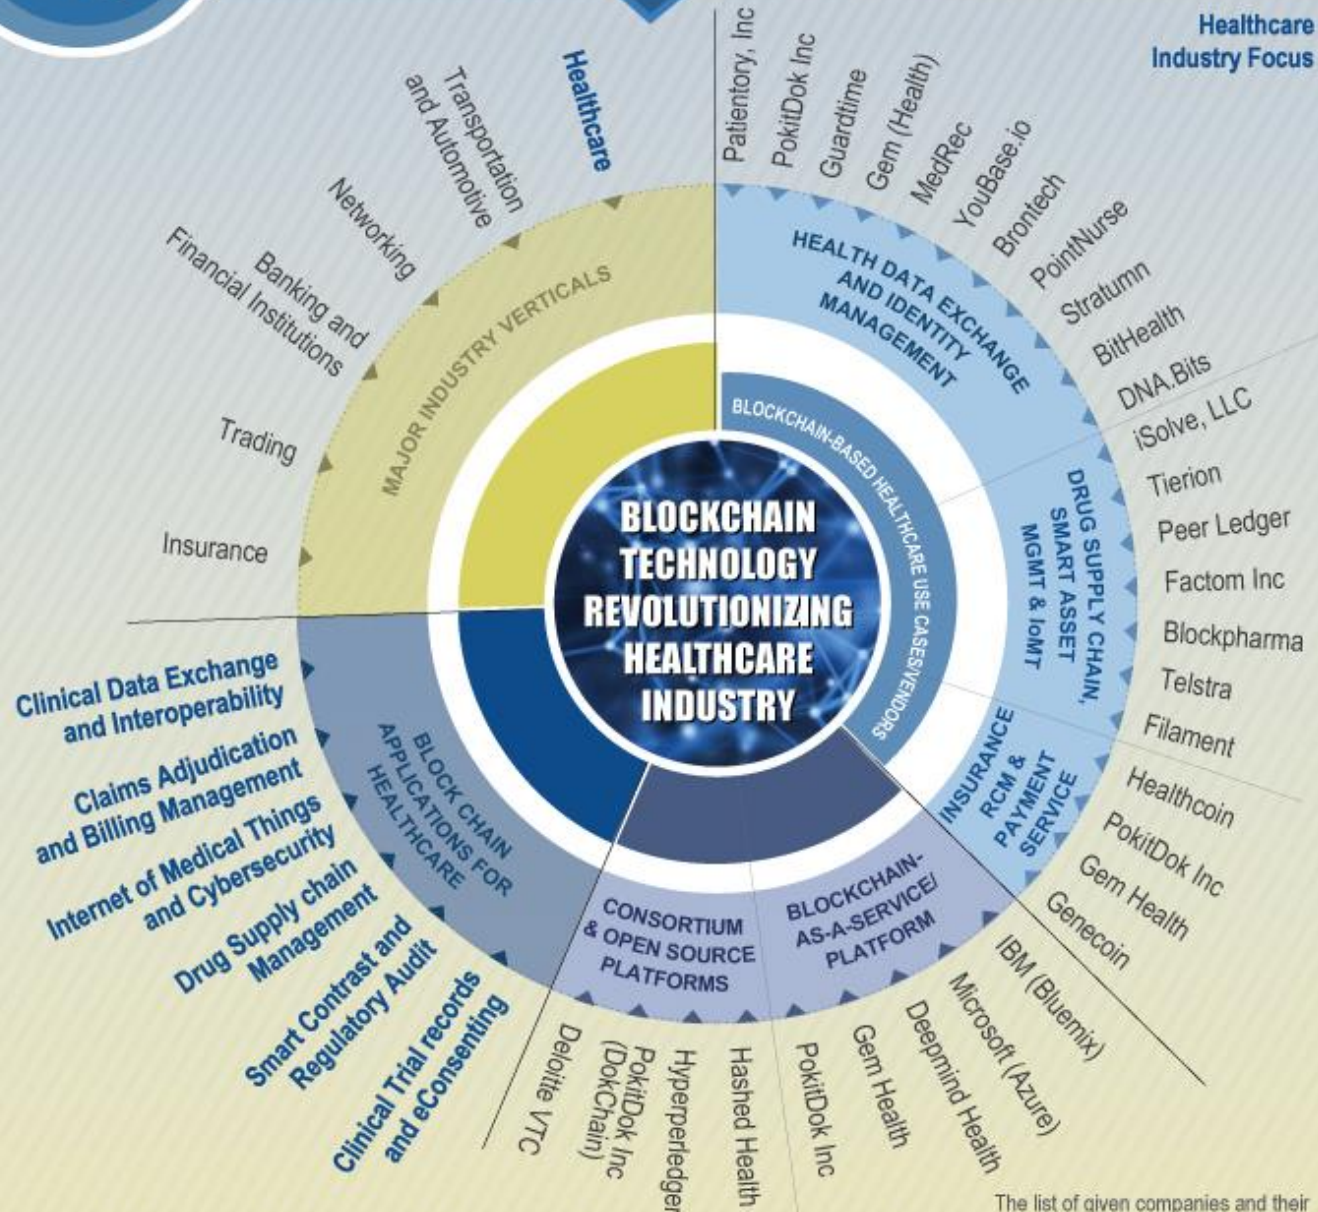 Healthcare
Industry Focus
Healthcare
Transportation
and Automotive
Networking
Banking and
Financial Institutions
Trading
Insurance
MAJOR INDUSTRY VERTICALS
Patientory, Inc
PokitDok Inc
Guardtime
Gem (Health)
MedRec
YouBase.io
Brontech
PointNurse
Stratumn
BitHealth
DNA.Bits
HEALTH DATA EXCHANGE
AND IDENTITY
MANAGEMENT
iSolve, LLC
Tierion
Peer Ledger
Factom Inc
Blockpharma
Telstra
Filament
DRUG SUPPLY CHAIN,
SMART ASSET
MGMT & IoMT
Healthcoin
PokitDok Inc
Gem Health
Genecoin
INSURANCE
RCM &
PAYMENT
SERVICE
BLOCKCHAIN-BASED HEALTHCARE USE CASES/VENDORS
BLOCKCHAIN
TECHNOLOGY
REVOLUTIONIZING
HEALTHCARE
INDUSTRY
IBM (Bluemix)
Microsoft (Azure)
Deepmind Health
Gem Health
PokitDok Inc
BLOCKCHAIN-
AS-A-SERVICE/
PLATFORM
Hashed Health
Hyperperledger
PokitDok Inc
(DokChain)
Deloitte VTC
CONSORTIUM
& OPEN SOURCE
PLATFORMS
BLOCK CHAIN
APPLICATIONS FOR
HEALTHCARE
Clinical Data Exchange
and Interoperability
Claims Adjudication
and Billing Management
Internet of Medical Things
and Cybersecurity
Drug Supply chain
Management
Smart Contrast and
Regulatory Audit
Clinical Trial records
and eConsenting
The list of given companies and their